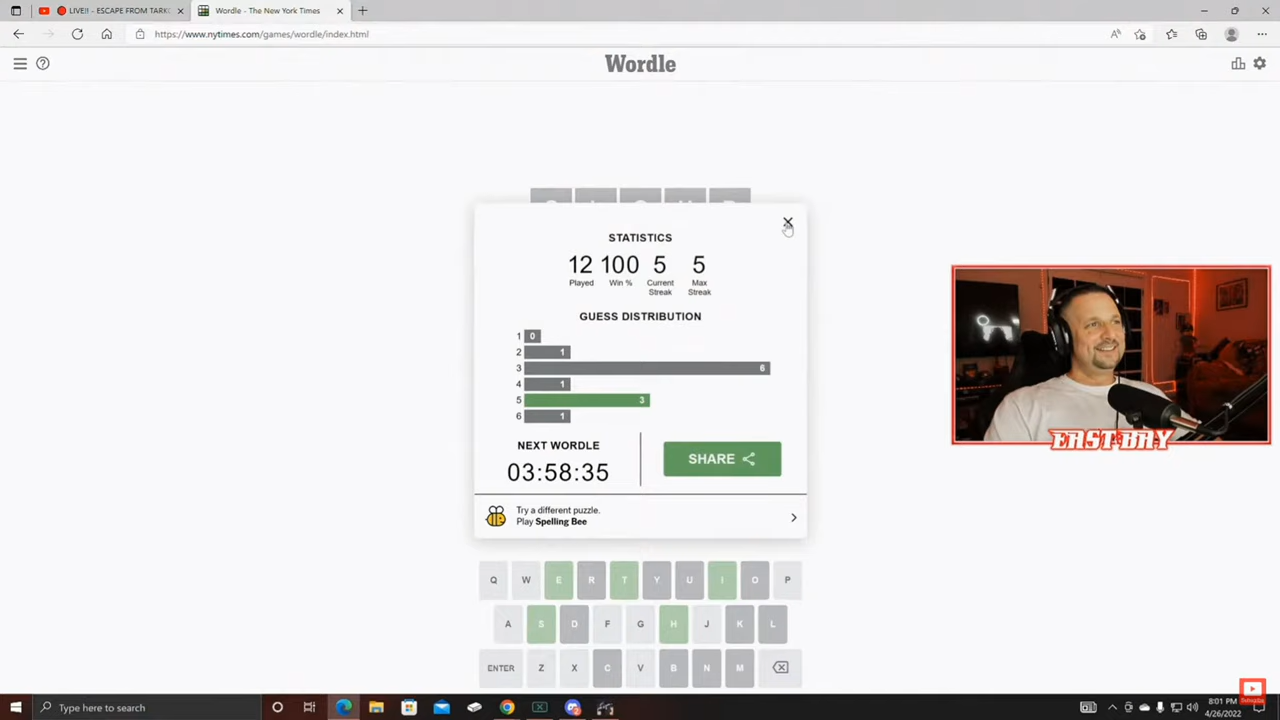 LIVE!! - ESCAPE FROM TARKO
Wordle - The New York Times
https://www.nytimes.com/games/wordle/index.html
Wordle
STATISTICS
12 100 5 5
Played Win % Current Streak Max Streak
GUESS DISTRIBUTION
1 0
2 1
3 6
4 1
5 3
6 1
NEXT WORDLE
03:58:35
SHARE
Try a different puzzle.
Play Spelling Bee
EAST BAY
Q W E R T Y U I O P
A S D F G H J K L
ENTER Z X C V B N M
Type here to search
8:01 PM
4/26/2022